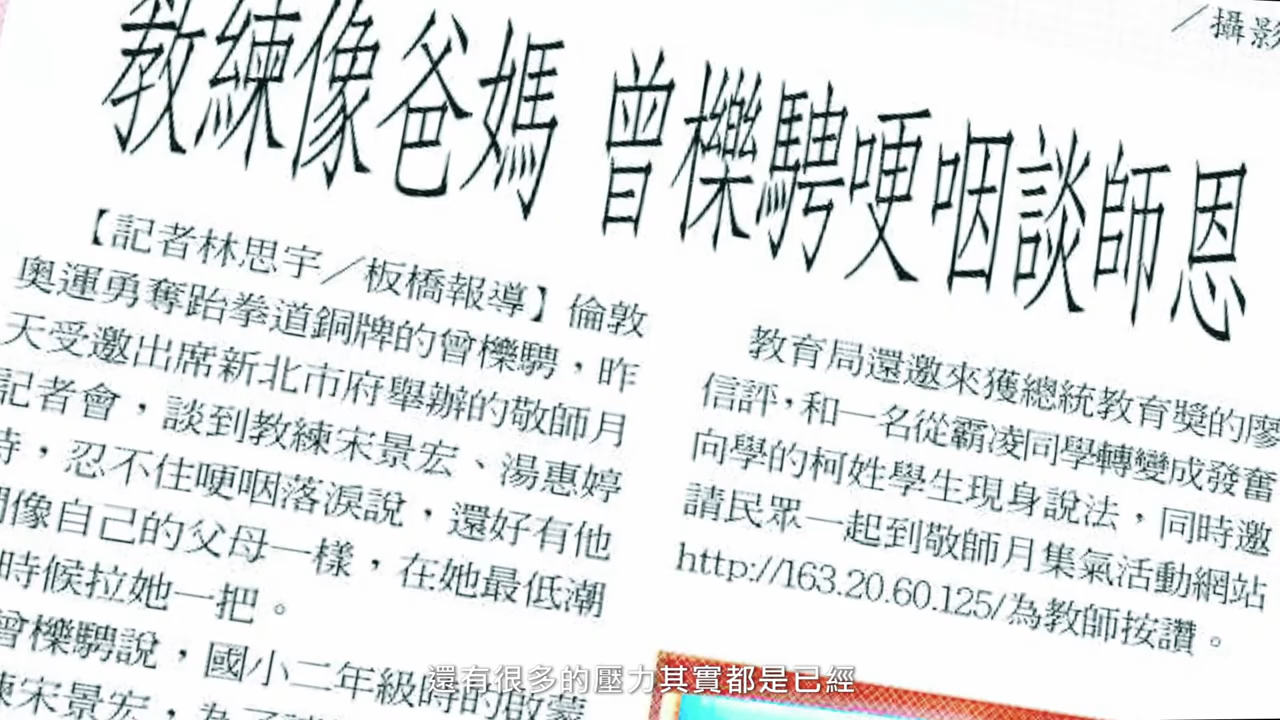 ／攝影
教練像爸媽 曾櫟騁哽咽談師恩
【記者林思宇／板橋報導】倫敦
奧運勇奪跆拳道銅牌的曾櫟騁，昨
天受邀出席新北市府舉辦的敬師月
記者會，談到教練宋景宏、湯惠婷
時，忍不住哽咽落淚說，還好有他
們像自己的父母一樣，在她最低潮
時候拉她一把。
曾櫟騁說，國小二年級時的啟蒙
練宋景宏，為了
教育局還邀來獲總統教育獎的廖
信評，和一名從霸凌同學轉變成發奮
向學的柯姓學生現身說法，同時邀
請民眾一起到敬師月集氣活動網站
http://163.20.60.125/為教師按讚。
還有很多的壓力其實都是已經